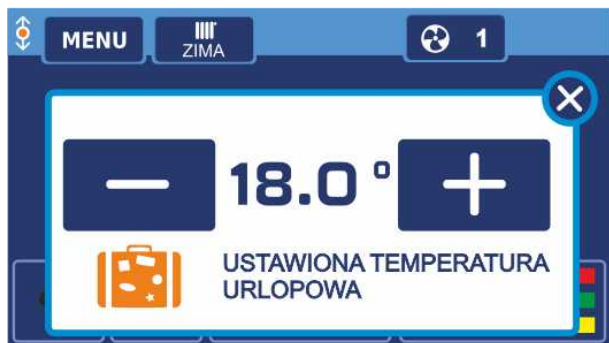 MENU
ZIMA
1
18.0°
USTAWIONA TEMPERATURA
URLOPOWA